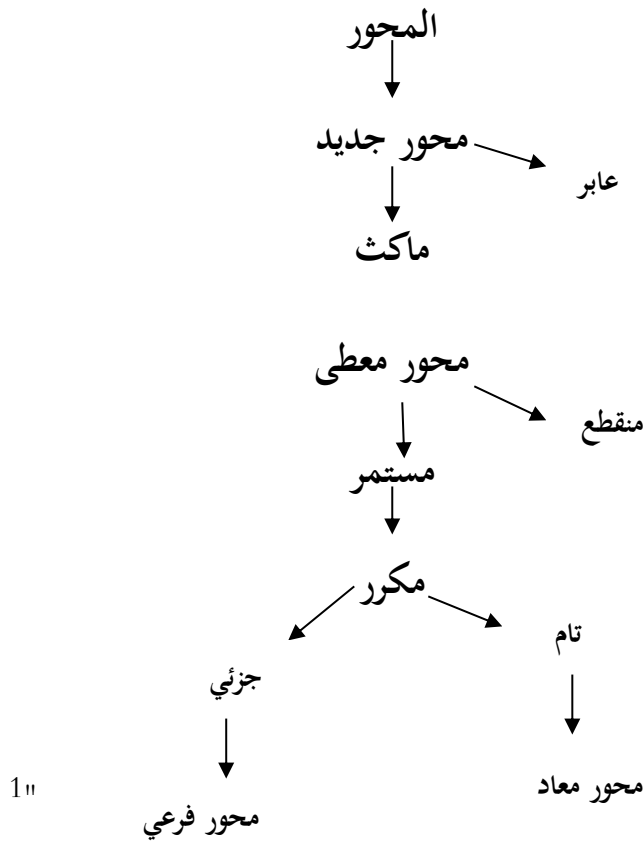 المحور
محور جديد
عابر
ماكث
محور معطى
منقطع
مستمر
مكرر
تام
جزئي
محور معاد
محور فرعي
"1